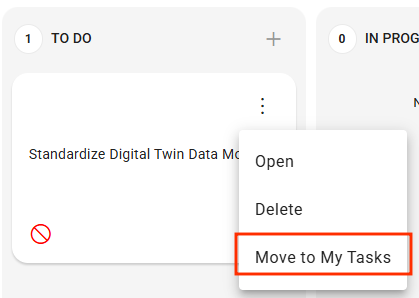 1 TO DO +
0 IN PROG
Standardize Digital Twin Data Mo
Open
Delete
Move to My Tasks